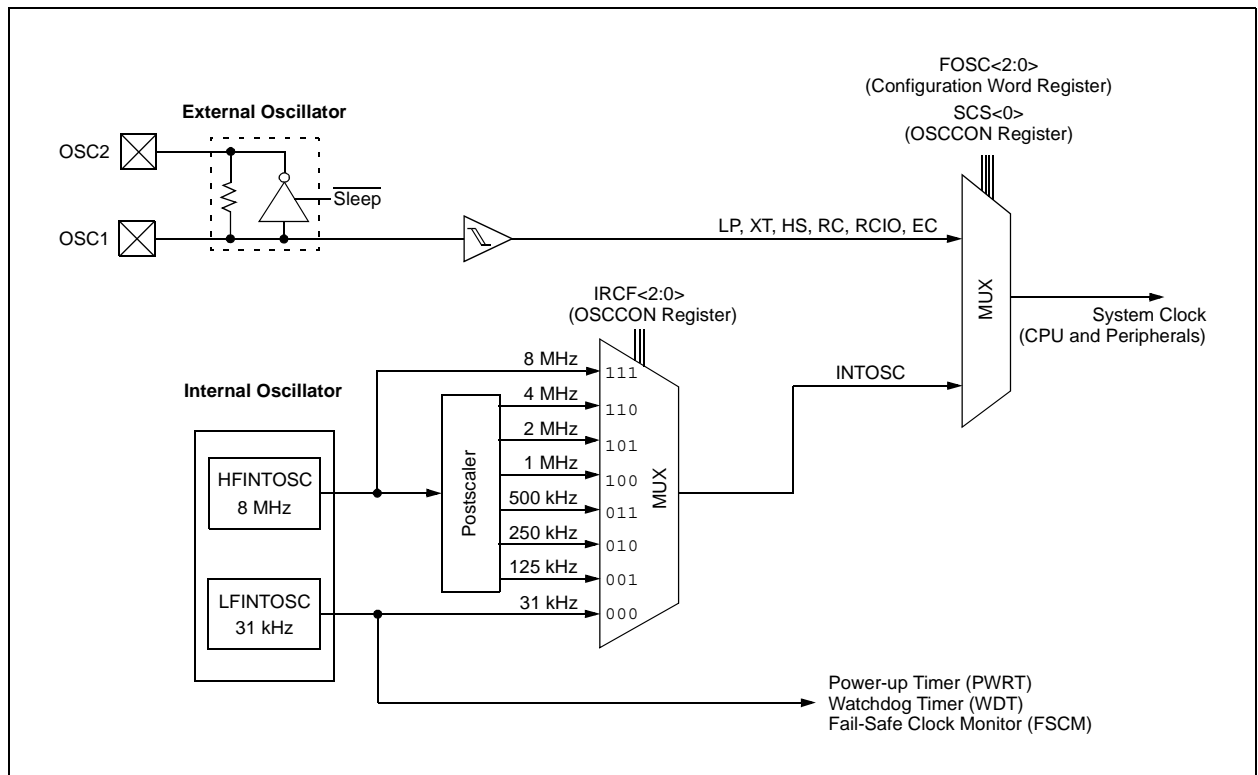 FOSC<2:0>
(Configuration Word Register)
SCS<0>
(OSCCON Register)
External Oscillator
OSC2
Sleep
OSC1
LP, XT, HS, RC, RCIO, EC
IRCF<2:0>
(OSCCON Register)
MUX
System Clock
(CPU and Peripherals)
8 MHz
111
INTOSC
Internal Oscillator
4 MHz
110
2 MHz
101
HFINTOSC
8 MHz
Postscaler
1 MHz
100
MUX
500 kHz
011
250 kHz
010
125 kHz
001
LFINTOSC
31 kHz
31 kHz
000
Power-up Timer (PWRT)
Watchdog Timer (WDT)
Fail-Safe Clock Monitor (FSCM)